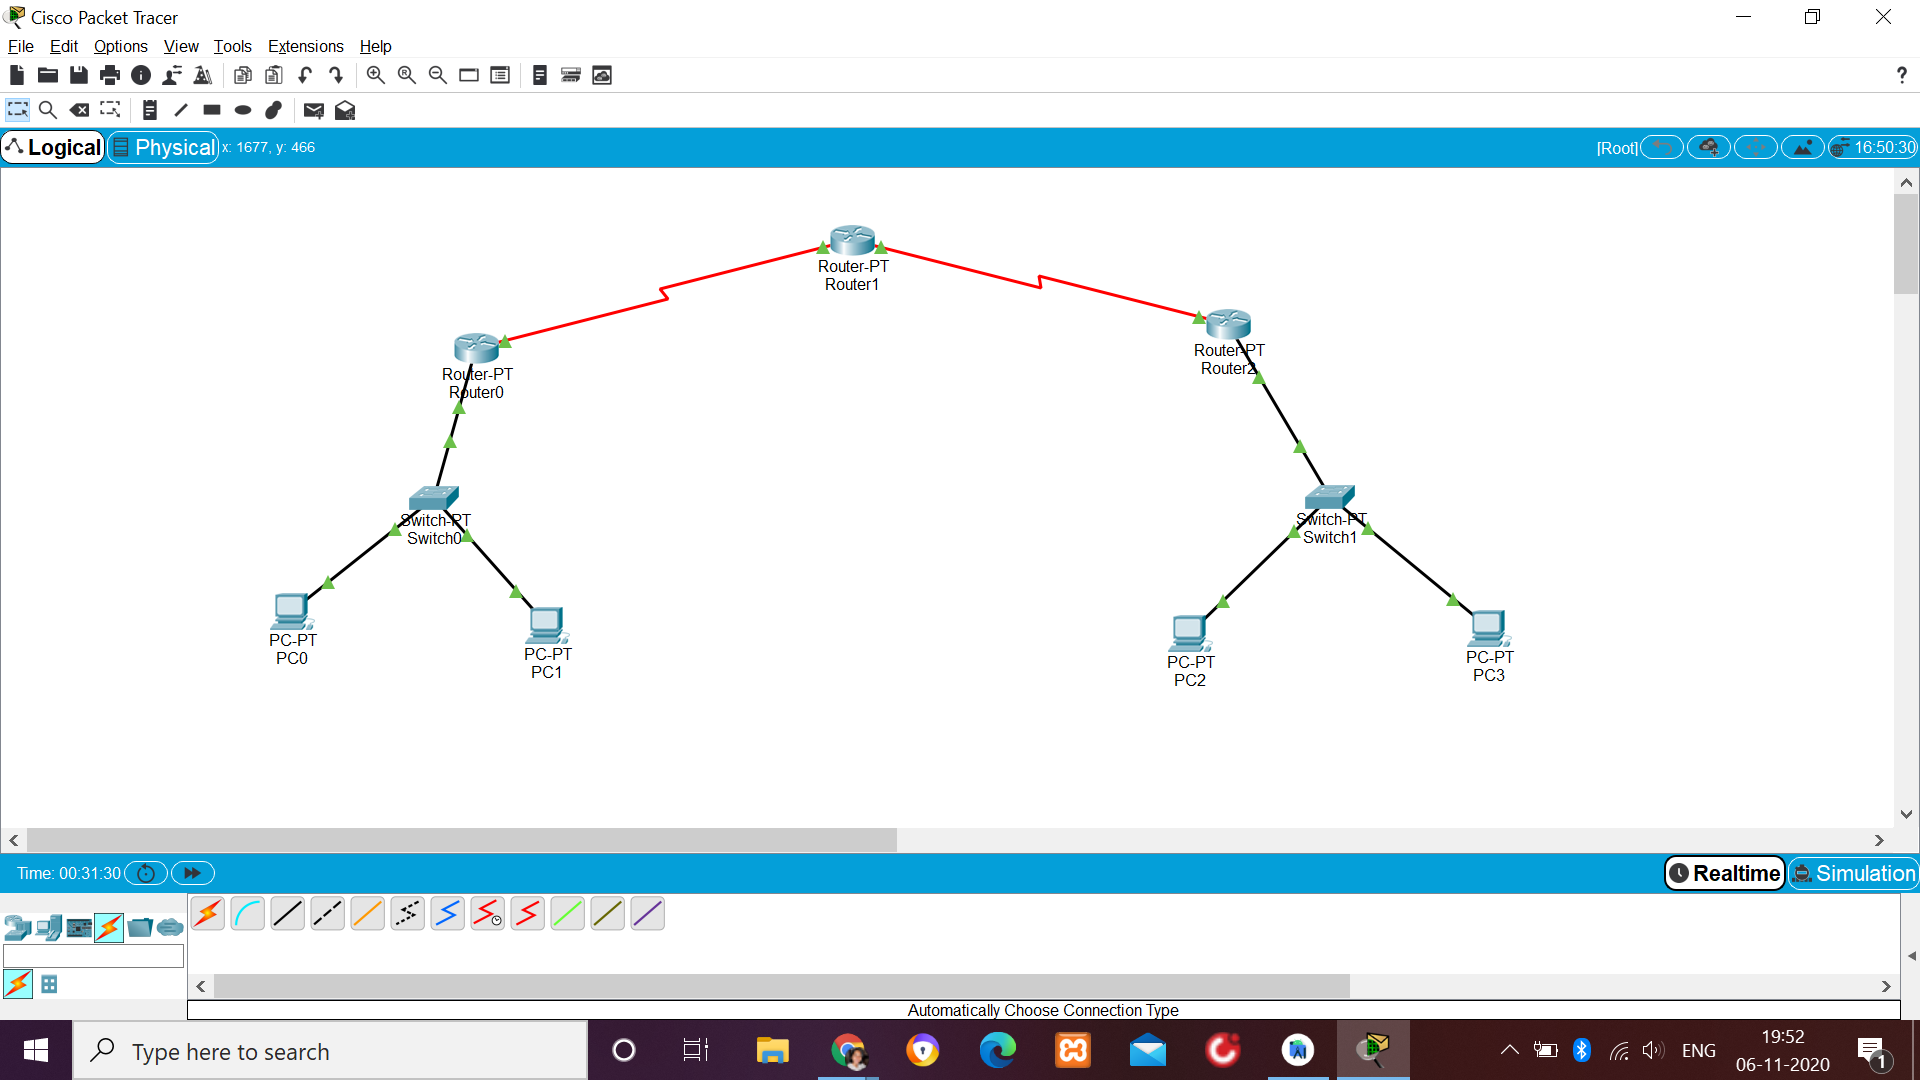 Cisco Packet Tracer
File Edit Options View Tools Extensions Help
?
Logical Physical x: 1677, y: 466 [Root] 16:50:30
Router-PT
Router1
Router-PT
Router2
Router-PT
Router0
Switch-PT
Switch0
Switch-PT
Switch1
PC-PT
PC0
PC-PT
PC1
PC-PT
PC2
PC-PT
PC3
Time: 00:31:30 Realtime Simulation
Automatically Choose Connection Type
Type here to search
ENG
19:52
06-11-2020
1